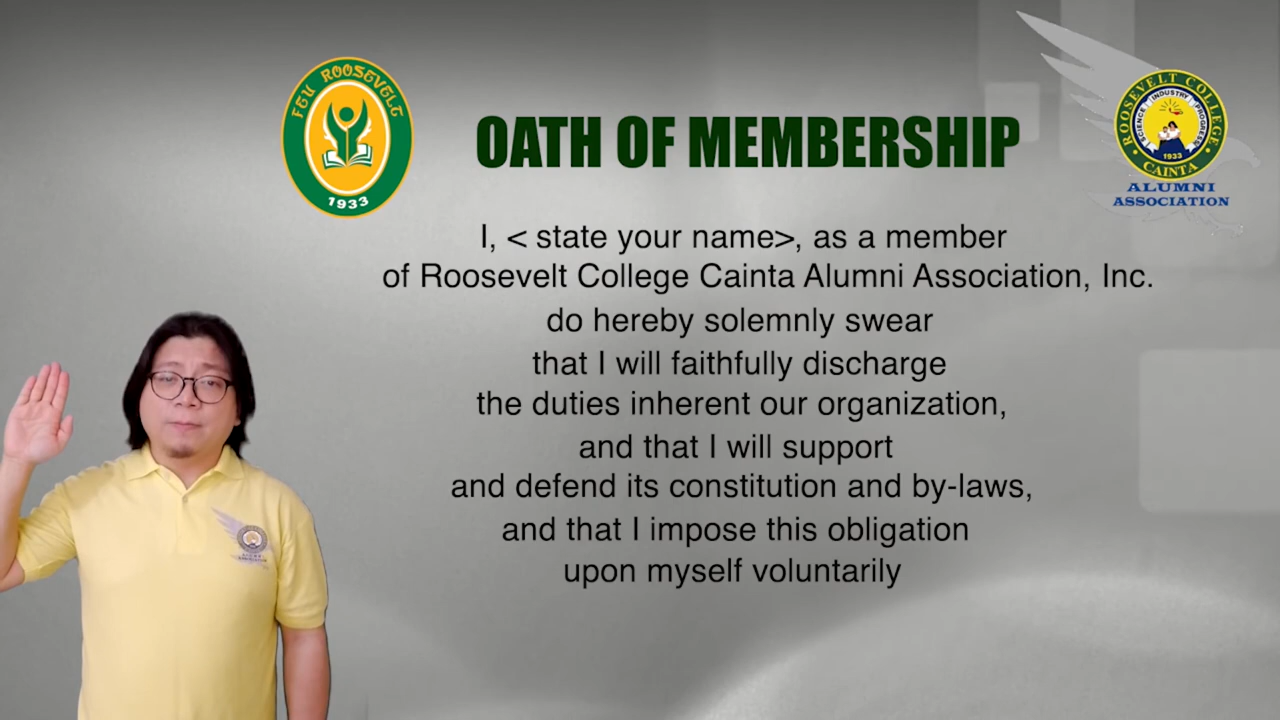 FEU ROOSEVELT
1933
OATH OF MEMBERSHIP
ROOSEVELT COLLEGE
SCIENCE INDUSTRY PROGRESS
1933
CAINTA
ALUMNI
ASSOCIATION
I, < state your name>, as a member
of Roosevelt College Cainta Alumni Association, Inc.
do hereby solemnly swear
that I will faithfully discharge
the duties inherent our organization,
and that I will support
and defend its constitution and by-laws,
and that I impose this obligation
upon myself voluntarily